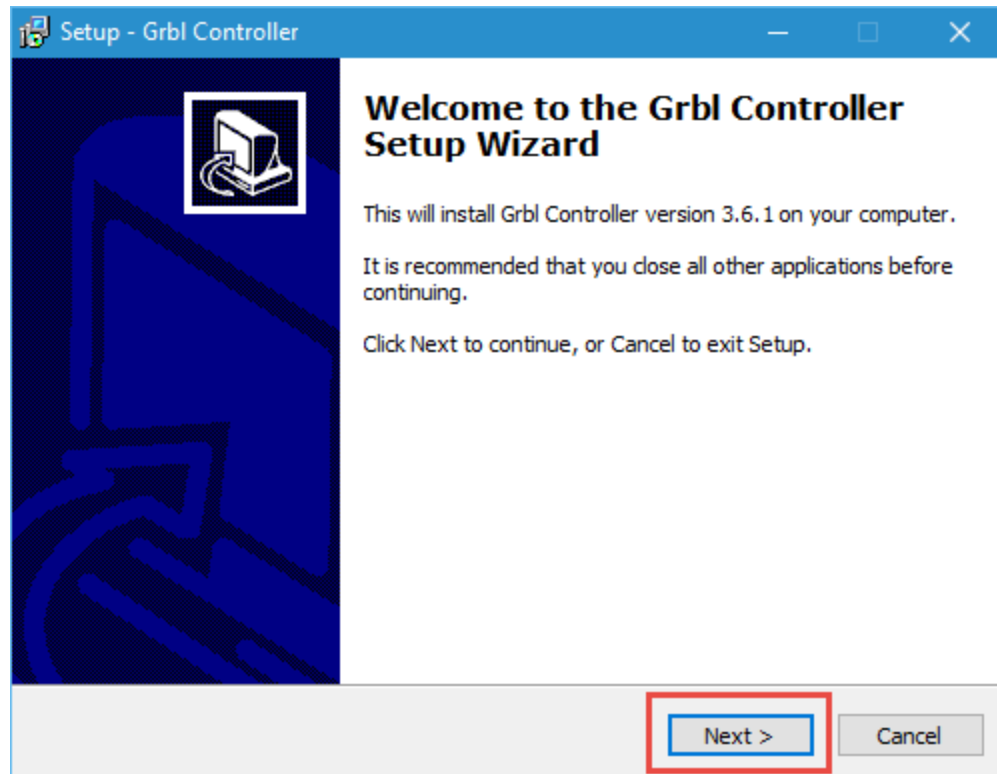 Setup - Grbl Controller
Welcome to the Grbl Controller
Setup Wizard
This will install Grbl Controller version 3.6.1 on your computer.
It is recommended that you close all other applications before
continuing.
Click Next to continue, or Cancel to exit Setup.
Next >
Cancel